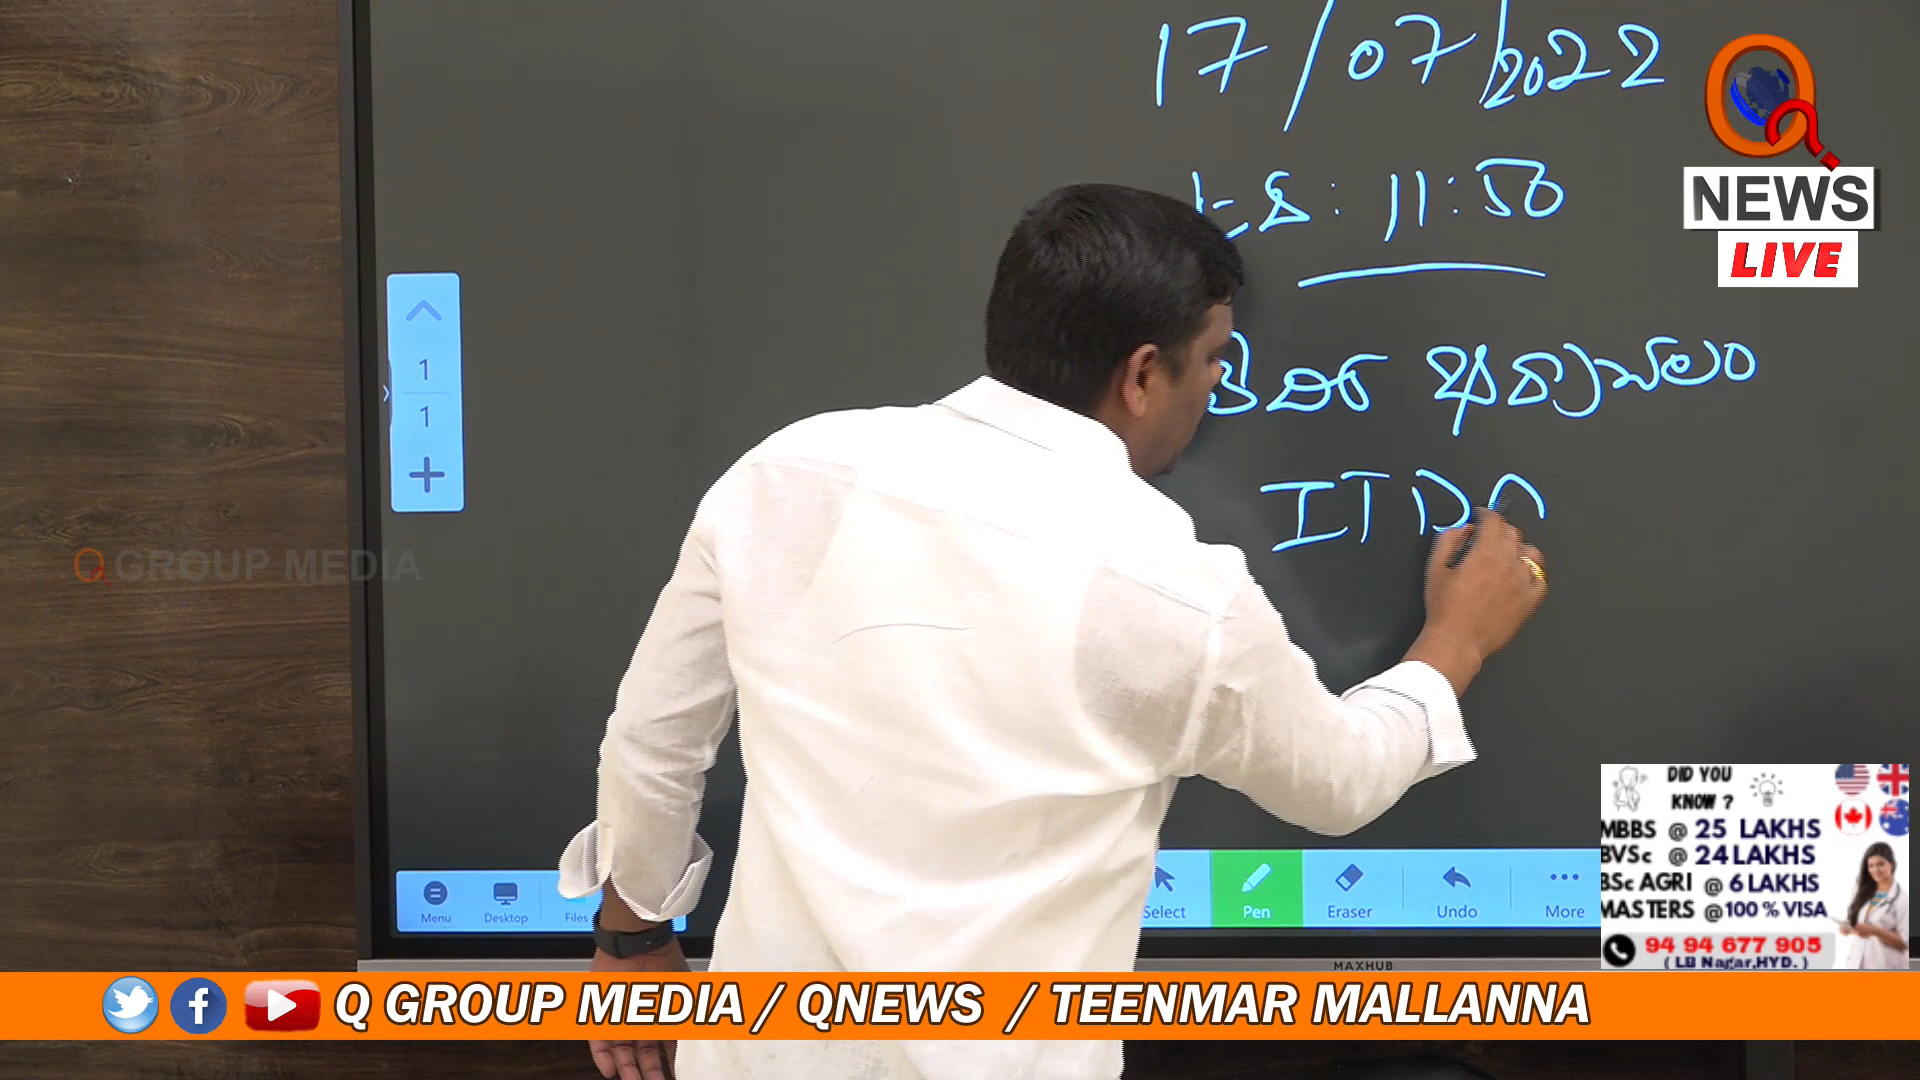 17/07/2022
: 11:50
భద్రాచలం
ITDA
Q
NEWS
LIVE
1
1
Q GROUP MEDIA
DID YOU
KNOW ?
MBBS @ 25 LAKHS
BVSc @ 24 LAKHS
BSc AGRI @ 6 LAKHS
MASTERS @ 100 % VISA
94 94 677 905
( LB Nagar,HYD. )
Menu Desktop Files Select Pen Eraser Undo More
MAXHUB
Q GROUP MEDIA / QNEWS / TEENMAR MALLANNA